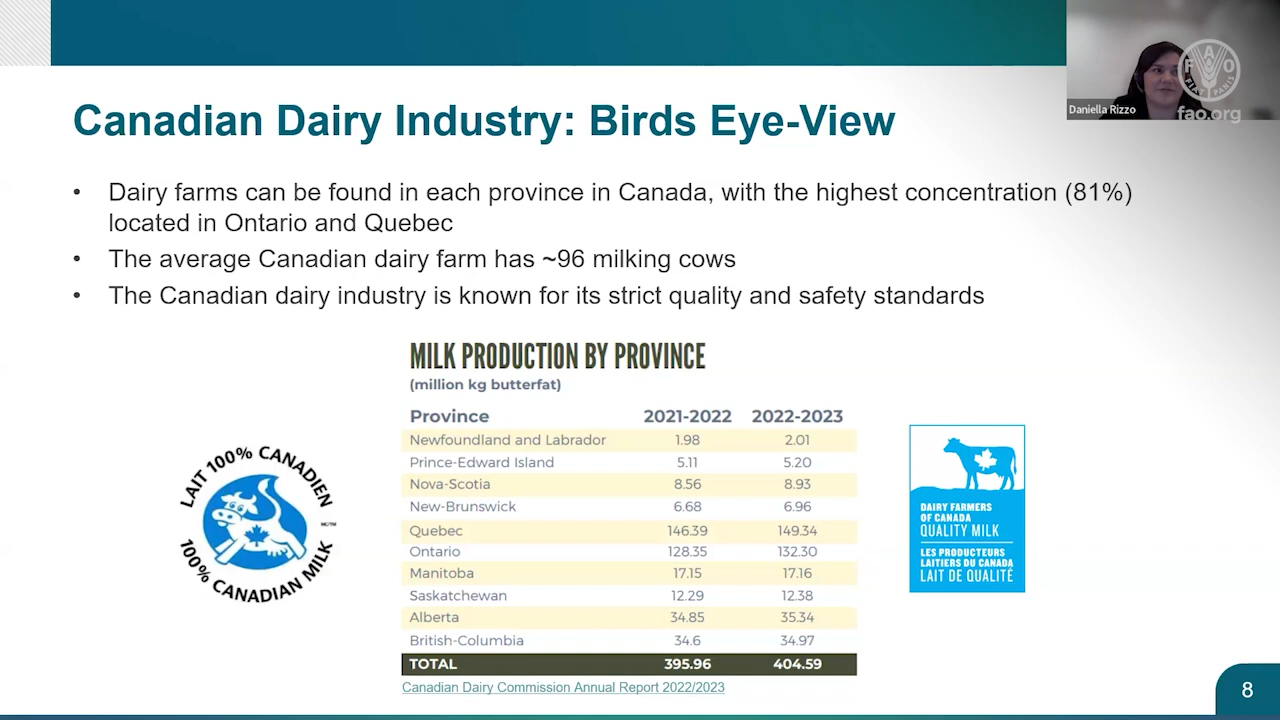 Daniella Rizzo
FAO
FIAT PANIS
fao.org
Canadian Dairy Industry: Birds Eye-View
• Dairy farms can be found in each province in Canada, with the highest concentration (81%)
located in Ontario and Quebec
• The average Canadian dairy farm has ~96 milking cows
• The Canadian dairy industry is known for its strict quality and safety standards
MILK PRODUCTION BY PROVINCE
(million kg butterfat)
Province 2021-2022 2022-2023
Newfoundland and Labrador 1.98 2.01
Prince-Edward Island 5.11 5.20
Nova-Scotia 8.56 8.93
New-Brunswick 6.68 6.96
Quebec 146.39 149.34
Ontario 128.35 132.30
Manitoba 17.15 17.16
Saskatchewan 12.29 12.38
Alberta 34.85 35.34
British-Columbia 34.6 34.97
TOTAL 395.96 404.59
Canadian Dairy Commission Annual Report 2022/2023
LAIT 100% CANADIEN
MC/TM
100% CANADIAN MILK
DAIRY FARMERS
OF CANADA
QUALITY MILK
LES PRODUCTEURS
LAITIERS DU CANADA
LAIT DE QUALITÉ
8